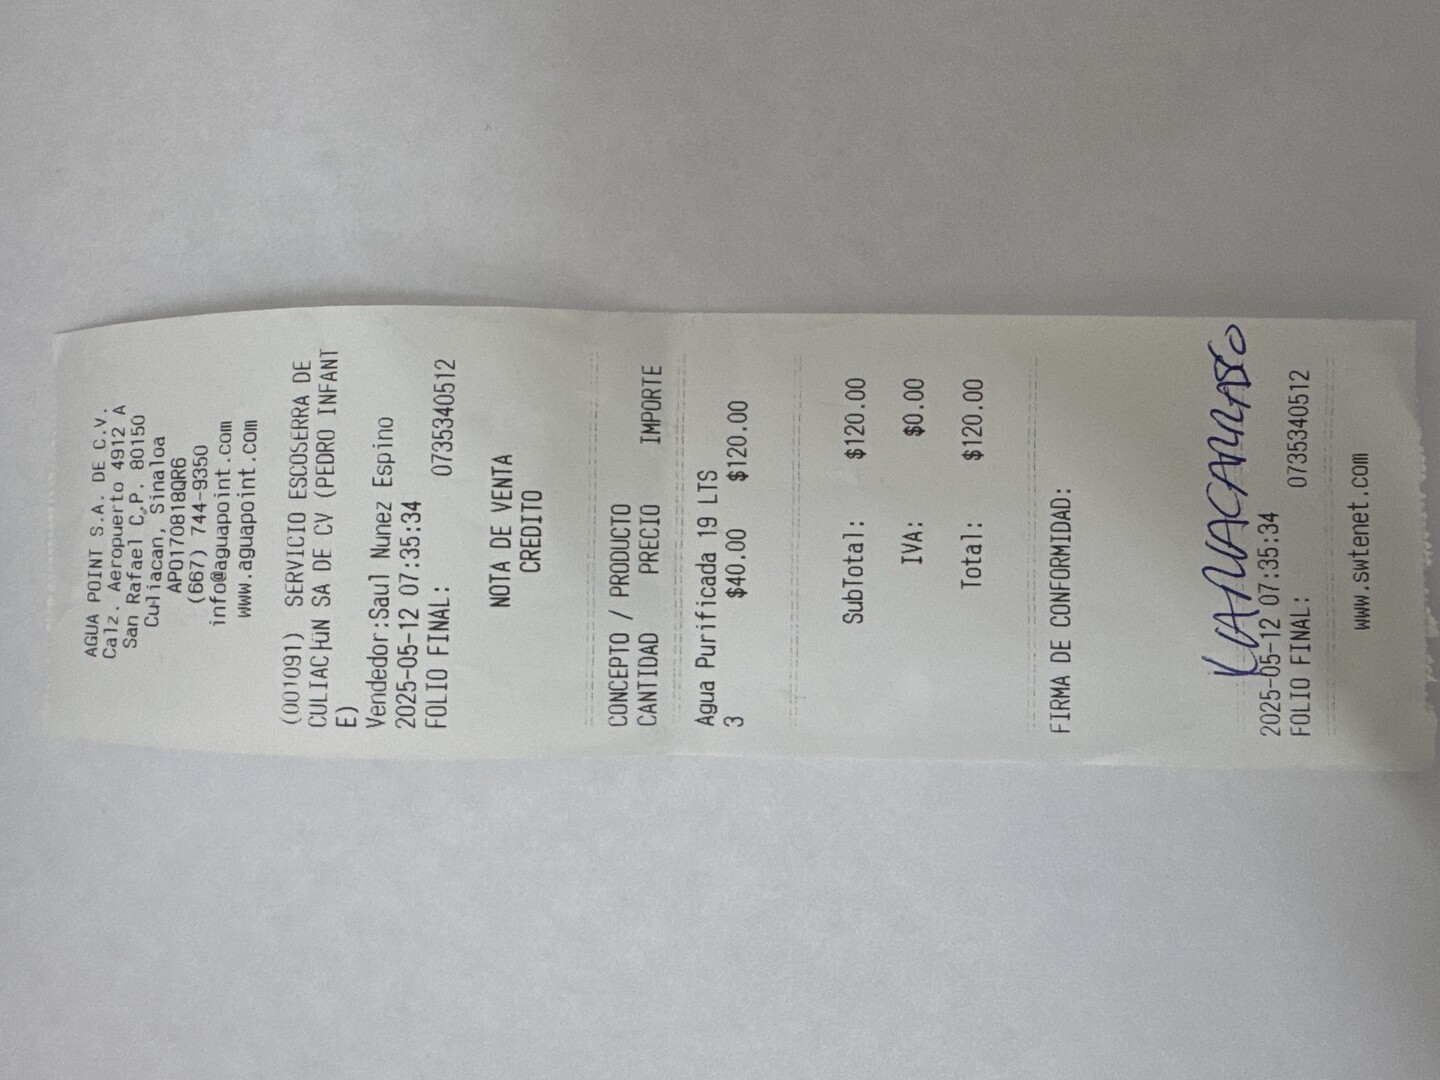 AGUA POINT S.A. DE C.V.
Calz. Aeropuerto 4912 A
San Rafael C.P. 80150
Culiacan, Sinaloa
APO170818QR6
(667) 744-9350
info@aguapoint.com
www.aguapoint.com
(001091) SERVICIO ESCOSERRA DE
CULIACHúN SA DE CV (PEDRO INFANT
E)
Vendedor:Saul Nunez Espino
2025-05-12 07:35:34
FOLIO FINAL: 0735340512
NOTA DE VENTA
CREDITO
CONCEPTO / PRODUCTO
CANTIDAD PRECIO IMPORTE
Agua Purificada 19 LTS
3 $40.00 $120.00
SubTotal: $120.00
IVA: $0.00
Total: $120.00
FIRMA DE CONFORMIDAD:
2025-05-12 07:35:34
FOLIO FINAL: 0735340512
www.swtenet.com